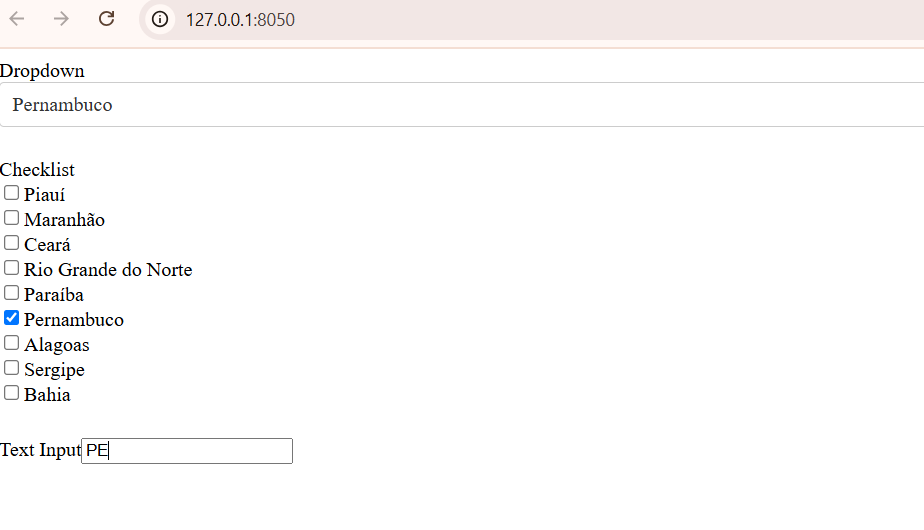 127.0.0.1:8050
Dropdown
Pernambuco
Checklist
Piauí
Maranhão
Ceará
Rio Grande do Norte
Paraíba
Pernambuco
Alagoas
Sergipe
Bahia
Text Input PE